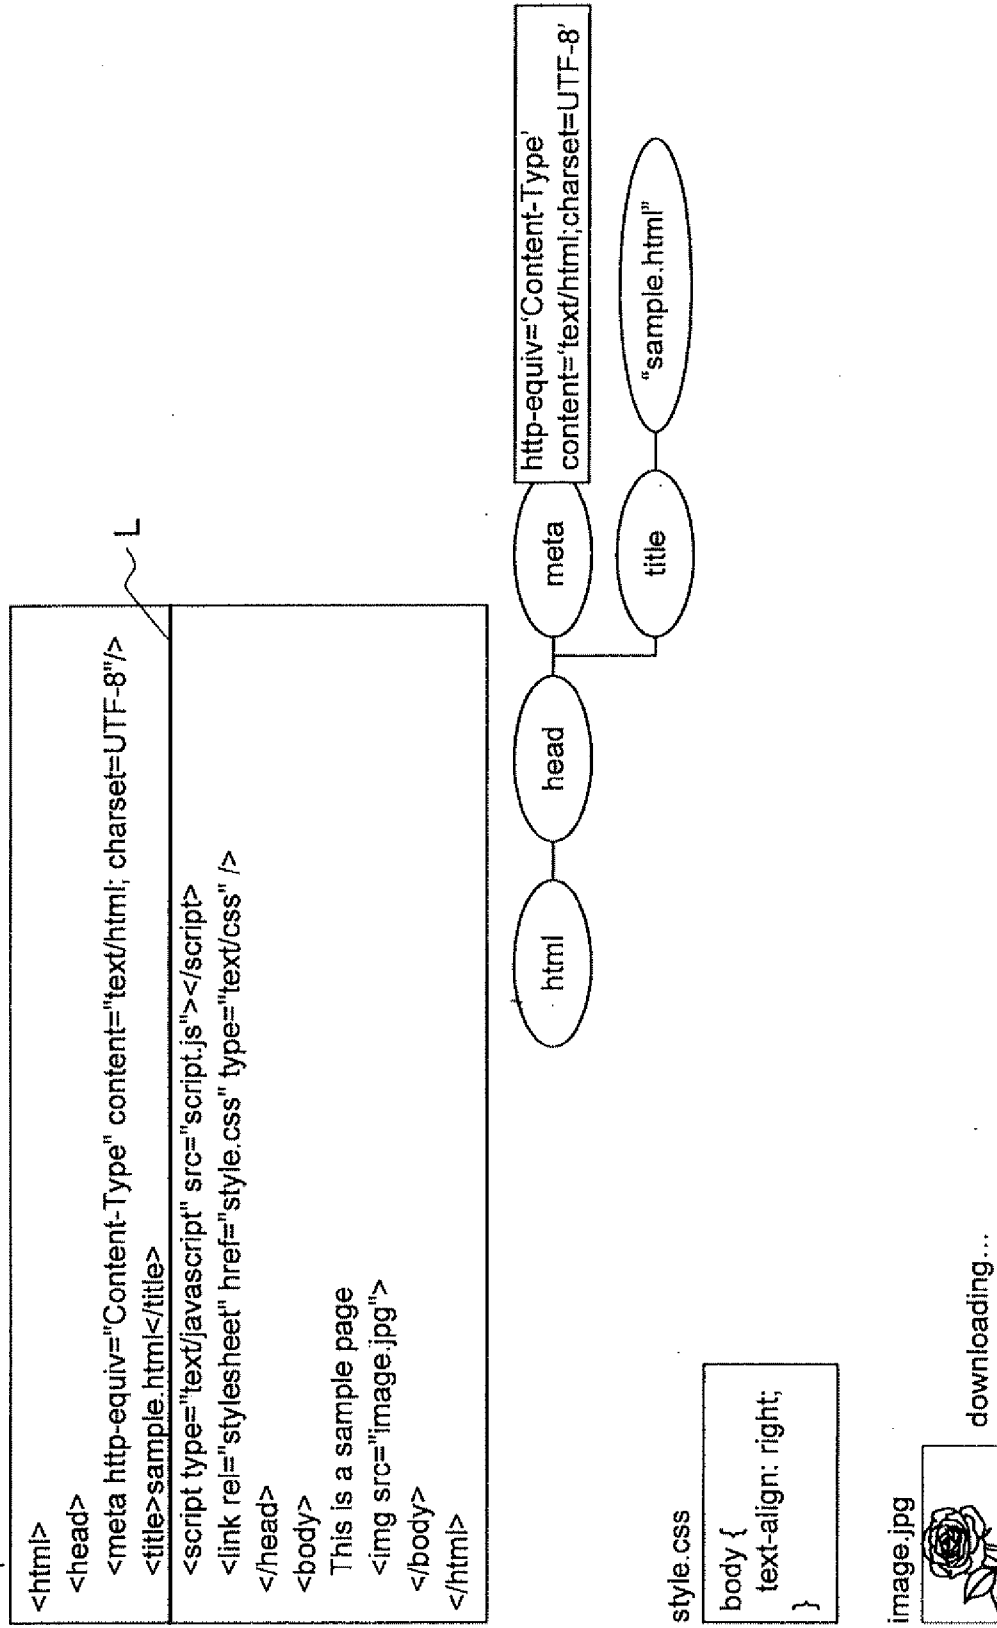 <html>
<head>
<meta http-equiv="Content-Type" content="text/html; charset=UTF-8"/>
<title>sample.html</title>
<script type="text/javascript" src="script.js"></script>
<link rel="stylesheet" href="style.css" type="text/css" />
</head>
<body>
This is a sample page
<img src="image.jpg">
</body>
</html>
L
html
head
meta
http-equiv='Content-Type'
content='text/html;charset=UTF-8'
title
“sample.html”
style.css
body {
text-align: right;
}
image.jpg
downloading...